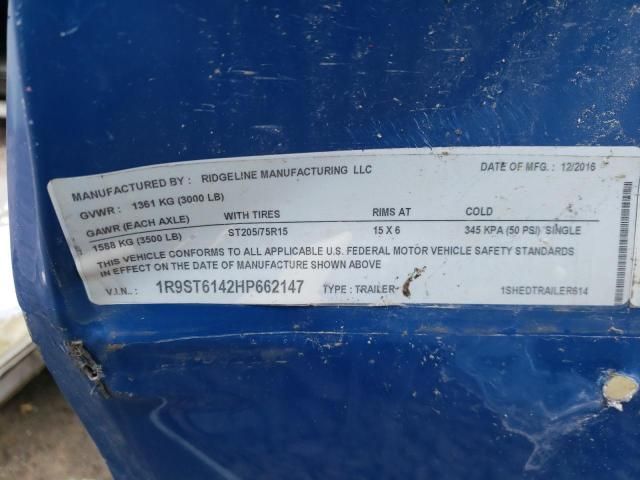 MANUFACTURED BY : RIDGELINE MANUFACTURING LLC DATE OF MFG. : 12/2016
GVWR : 1361 KG (3000 LB)
GAWR (EACH AXLE) WITH TIRES RIMS AT COLD
1588 KG (3500 LB) ST205/75R15 15 X 6 345 KPA (50 PSI) SINGLE
THIS VEHICLE CONFORMS TO ALL APPLICABLE U.S. FEDERAL MOTOR VEHICLE SAFETY STANDARDS
IN EFFECT ON THE DATE OF MANUFACTURE SHOWN ABOVE
V.I.N.. : 1R9ST6142HP662147 TYPE : TRAILER 1SHEDTRAILER614